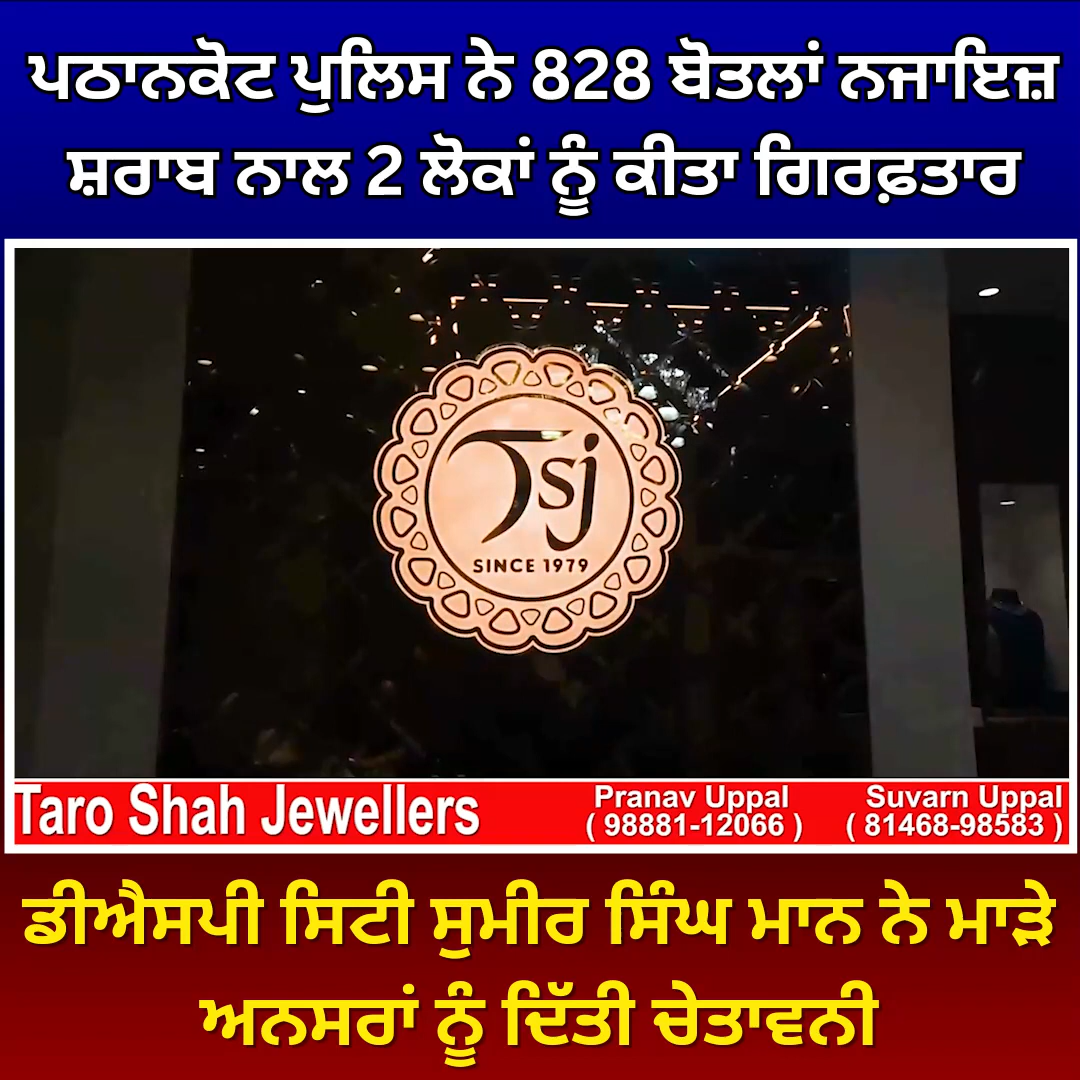 ਪਠਾਨਕੋਟ ਪੁਲਿਸ ਨੇ 828 ਬੋਤਲਾਂ ਨਜਾਇਜ਼
ਸ਼ਰਾਬ ਨਾਲ 2 ਲੋਕਾਂ ਨੂੰ ਕੀਤਾ ਗਿਰਫ਼ਤਾਰ
Tsj
SINCE 1979
Taro Shah Jewellers
Pranav Uppal
( 98881-12066 )
Suvarn Uppal
( 81468-98583 )
ਡੀਐਸਪੀ ਸਿਟੀ ਸੁਮੀਰ ਸਿੰਘ ਮਾਨ ਨੇ ਮਾੜੇ
ਅਨਸਰਾਂ ਨੂੰ ਦਿੱਤੀ ਚੇਤਾਵਨੀ